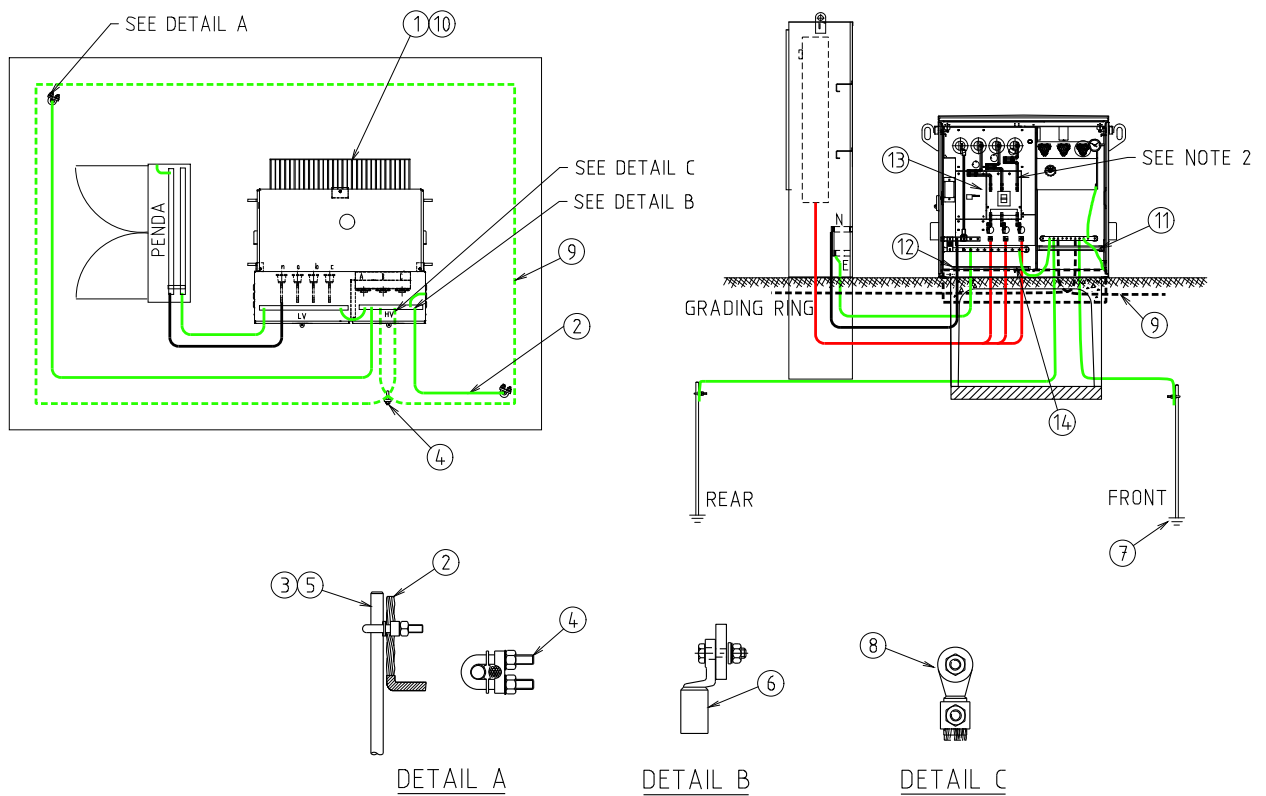 SEE DETAIL A
1 10
SEE DETAIL C
SEE DETAIL B
PENDA
n a b c
A
LV
HV
9
2
4
N
E
13
SEE NOTE 2
11
12
GRADING RING
9
14
REAR
FRONT
7
3 5
2
4
6
8
DETAIL A
DETAIL B
DETAIL C